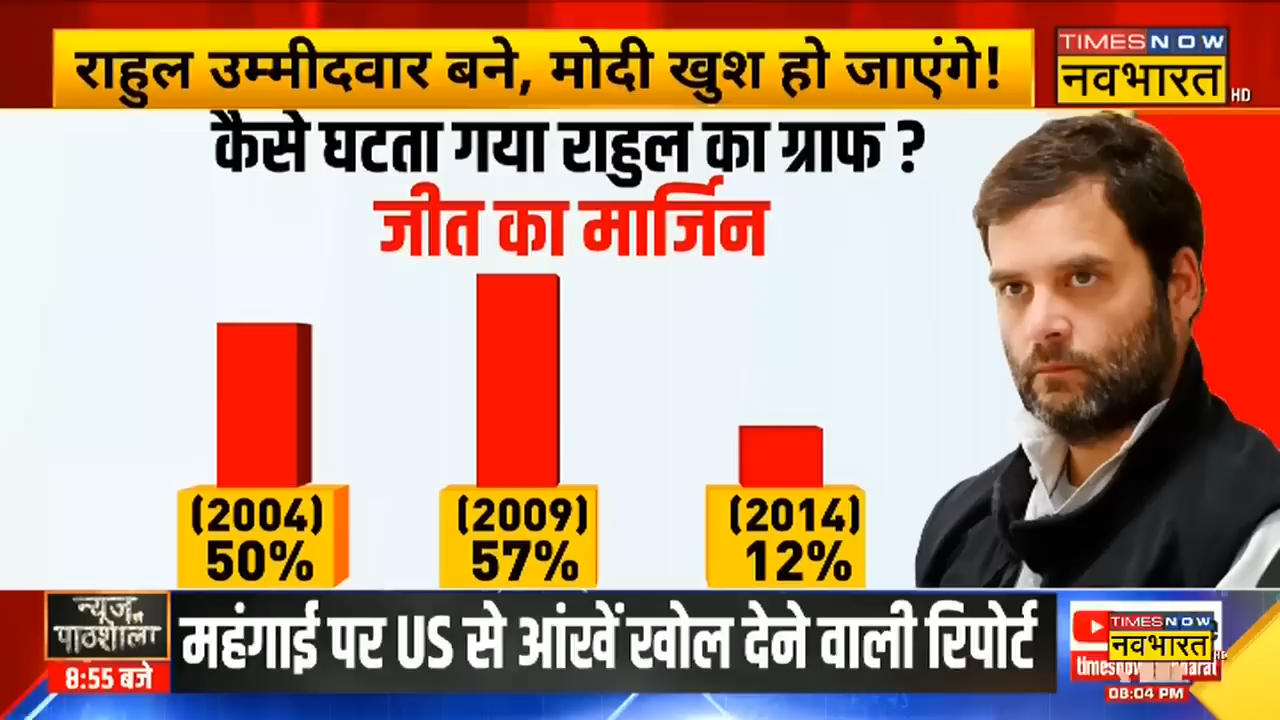 राहुल उम्मीदवार बने, मोदी खुश हो जाएंगे!
TIMES NOW
नवभारत
HD
कैसे घटता गया राहुल का ग्राफ ?
जीत का मार्जिन
(2004)
50%
(2009)
57%
(2014)
12%
न्यूज़ की
पाठशाला
8:55 बजे
महंगाई पर US से आंखें खोल देने वाली रिपोर्ट
TIMES NOW
नवभारत
08:04 PM